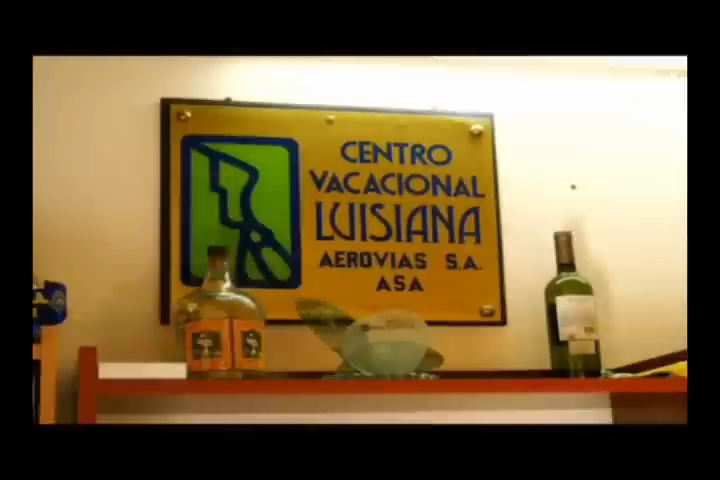 CENTRO
VACACIONAL
LUISIANA
AEROVIAS S.A.
ASA